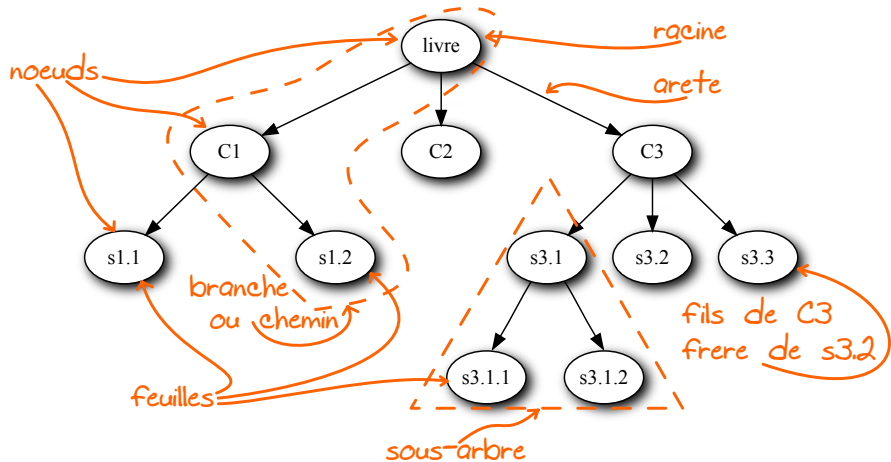 livre
racine
noeuds
arete
C1
C2
C3
s1.1
s1.2
s3.1
s3.2
s3.3
branche
ou chemin
fils de C3
frere de s3.2
s3.1.1
s3.1.2
feuilles
sous-arbre